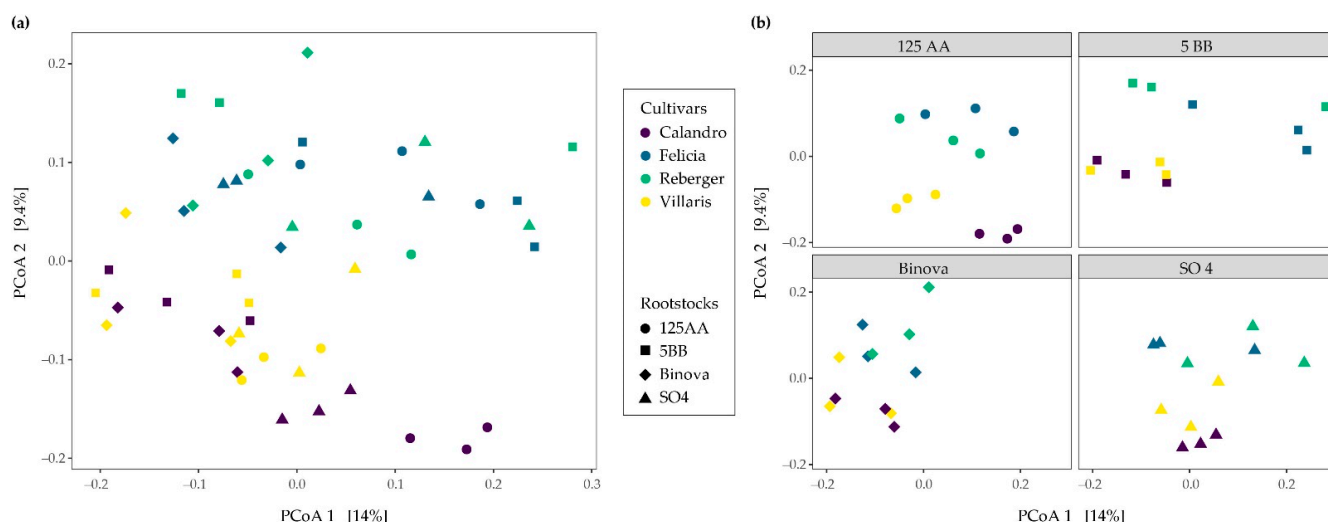 (a)
0.2
0.1
0.0
–0.1
–0.2
PCoA 2 [9.4%]
–0.2
–0.1
0.0
0.1
0.2
0.3
PCoA 1 [14%]
Cultivars
Calandro
Felicia
Reberger
Villaris
Rootstocks
125AA
5BB
Binova
SO4
(b)
125 AA
5 BB
0.2
0.0
–0.2
Binova
SO 4
0.2
0.0
–0.2
PCoA 2 [9.4%]
–0.2
0.0
0.2
–0.2
0.0
0.2
PCoA 1 [14%]